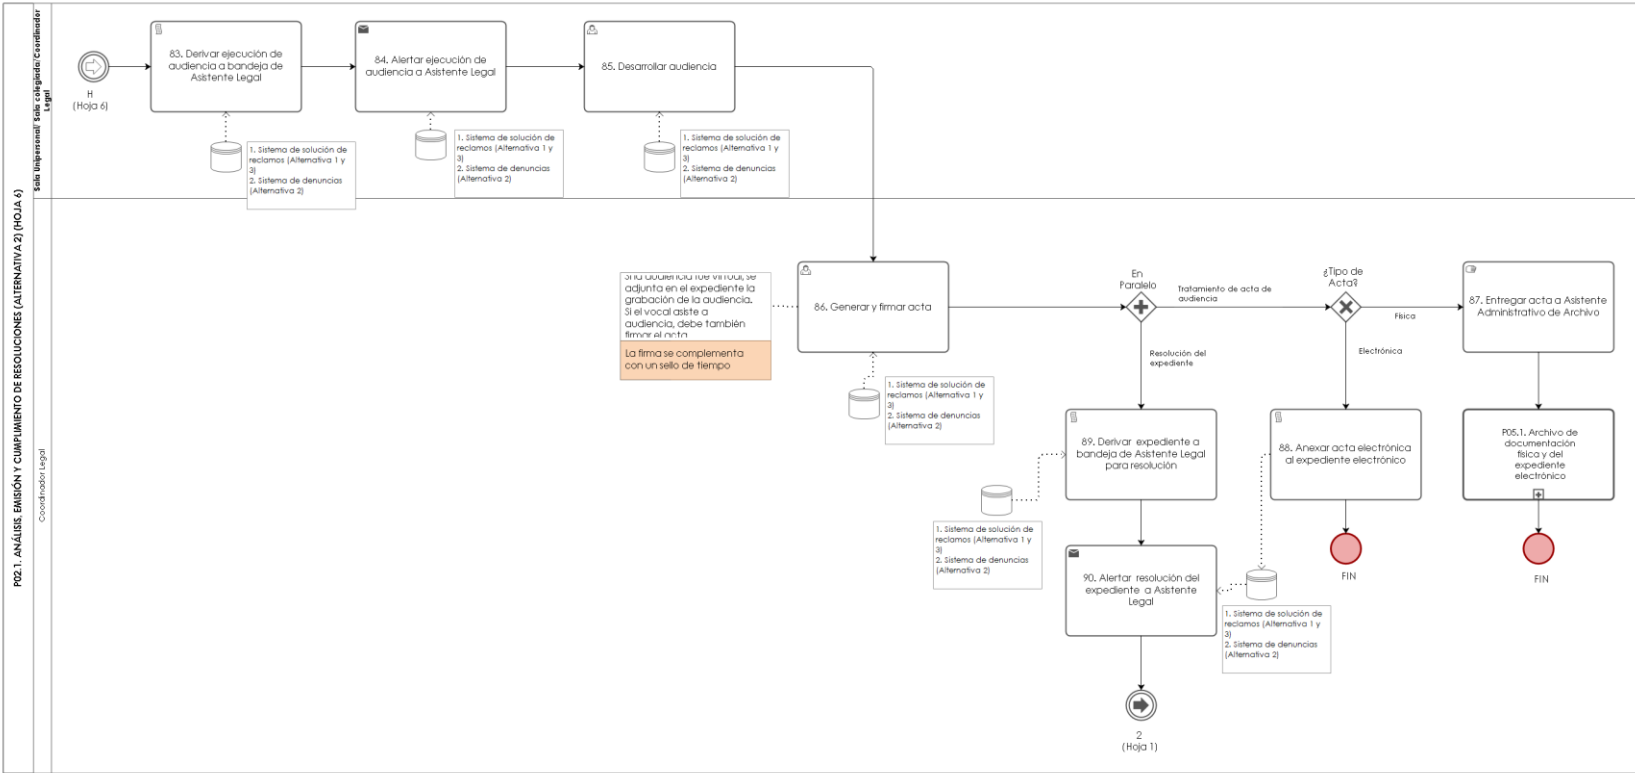 P02.1. ANÁLISIS, EMISIÓN Y CUMPLIMIENTO DE RESOLUCIONES (ALTERNATIVA 2) (HOJA 6)
Sala Unipersonal/ Sala colegiada/Coordinador
Legal
H
(Hoja 6)
83. Derivar ejecución de
audiencia a bandeja de
Asistente Legal
1. Sistema de solución de
reclamos (Alternativa 1 y
3)
2. Sistema de denuncias
(Alternativa 2)
84. Alertar ejecución de
audiencia a Asistente Legal
1. Sistema de solución de
reclamos (Alternativa 1 y
3)
2. Sistema de denuncias
(Alternativa 2)
85. Desarrollar audiencia
1. Sistema de solución de
reclamos (Alternativa 1 y
3)
2. Sistema de denuncias
(Alternativa 2)
Coordinador Legal
Si la audiencia fue virtual, se
adjunta en el expediente la
grabación de la audiencia.
Si el vocal asiste a
audiencia, debe también
firmar el acta
La firma se complementa
con un sello de tiempo
86. Generar y firmar acta
1. Sistema de solución de
reclamos (Alternativa 1 y
3)
2. Sistema de denuncias
(Alternativa 2)
En
Paralelo
Tratamiento de acta de
audiencia
Resolución del
expediente
¿Tipo de
Acta?
Física
Electrónica
87. Entregar acta a Asistente
Administrativo de Archivo
89. Derivar expediente a
bandeja de Asistente Legal
para resolución
1. Sistema de solución de
reclamos (Alternativa 1 y
3)
2. Sistema de denuncias
(Alternativa 2)
88. Anexar acta electrónica
al expediente electrónico
P05.1. Archivo de
documentación
física y del
expediente
electrónico
FIN
FIN
90. Alertar resolución del
expediente a Asistente
Legal
1. Sistema de solución de
reclamos (Alternativa 1 y
3)
2. Sistema de denuncias
(Alternativa 2)
2
(Hoja 1)